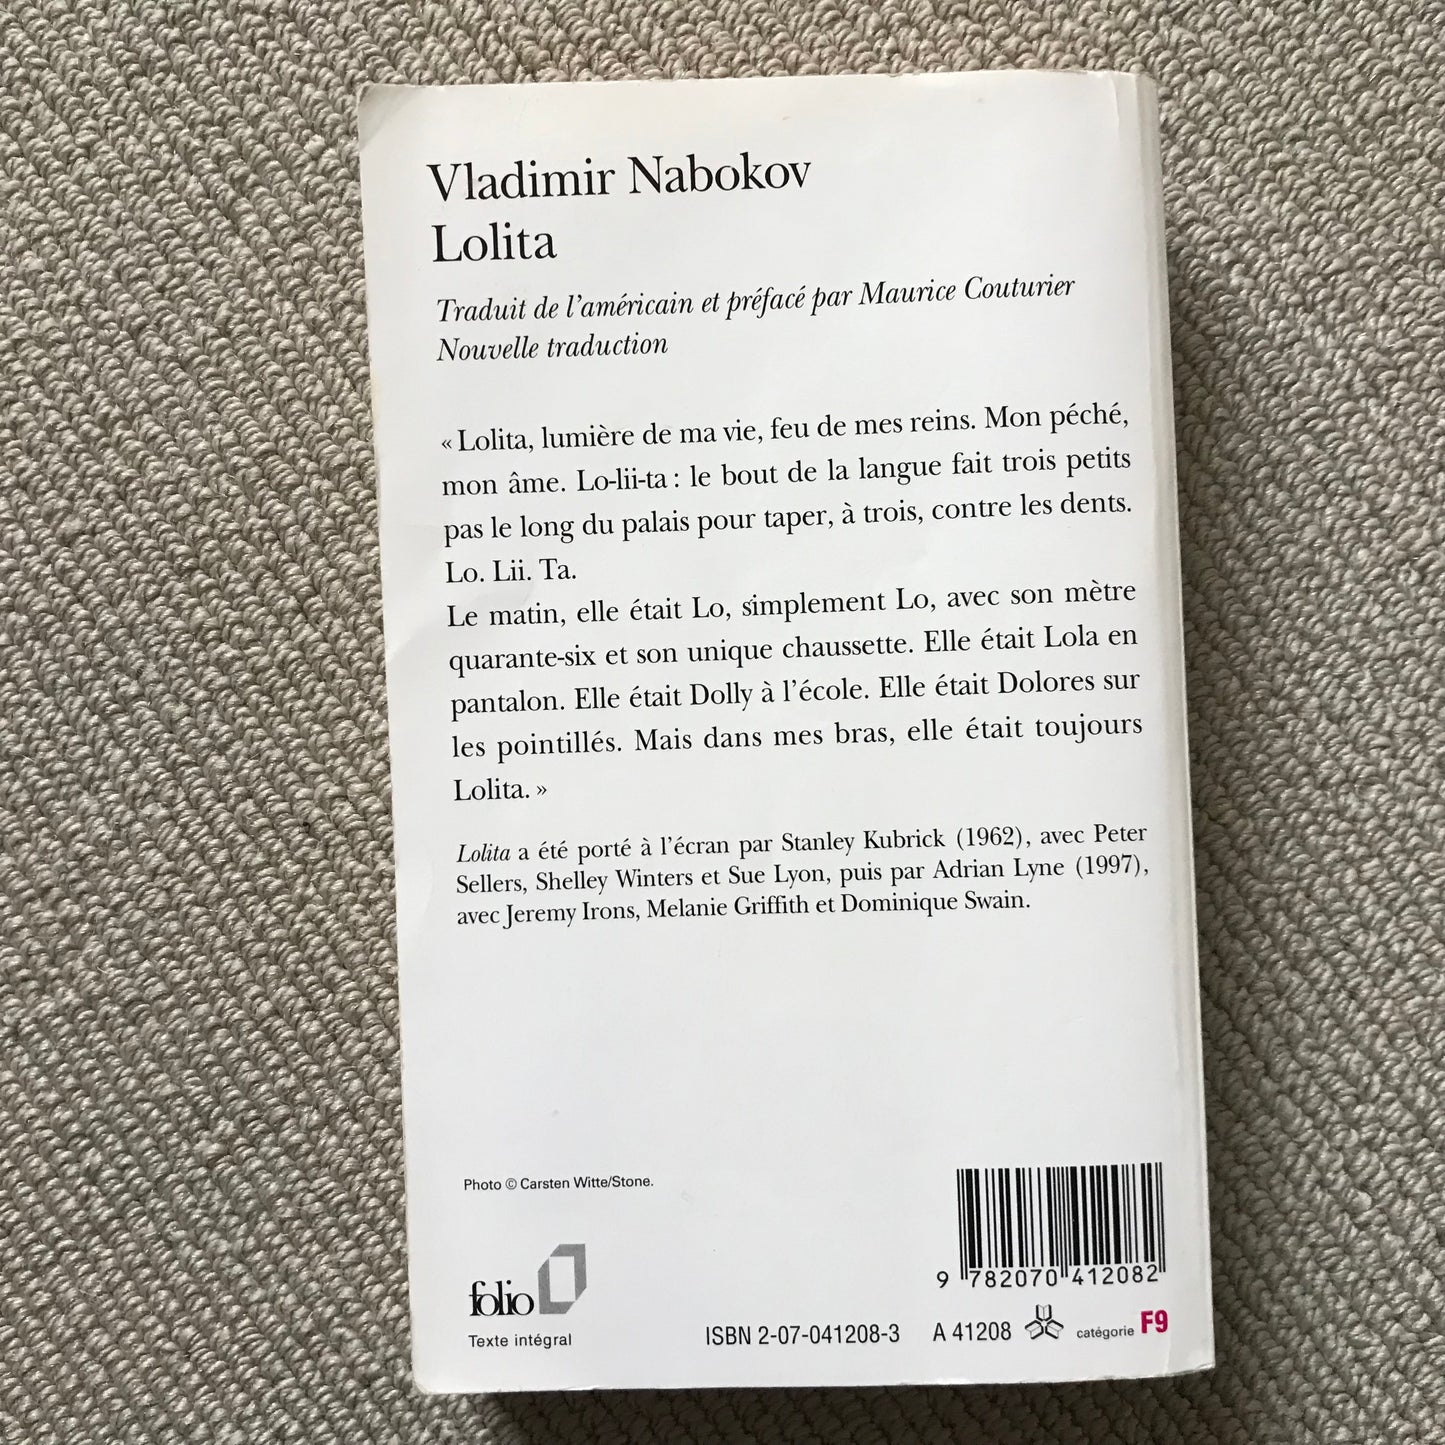 Vladimir Nabokov
Lolita
Traduit de l'américain et préfacé par Maurice Couturier
Nouvelle traduction
« Lolita, lumière de ma vie, feu de mes reins. Mon péché,
mon âme. Lo-lii-ta : le bout de la langue fait trois petits
pas le long du palais pour taper, à trois, contre les dents.
Lo. Lii. Ta.
Le matin, elle était Lo, simplement Lo, avec son mètre
quarante-six et son unique chaussette. Elle était Lola en
pantalon. Elle était Dolly à l'école. Elle était Dolores sur
les pointillés. Mais dans mes bras, elle était toujours
Lolita. »
Lolita a été porté à l'écran par Stanley Kubrick (1962), avec Peter
Sellers, Shelley Winters et Sue Lyon, puis par Adrian Lyne (1997),
avec Jeremy Irons, Melanie Griffith et Dominique Swain.
Photo © Carsten Witte/Stone.
folio
Texte intégral
9 782070 412082
ISBN 2-07-041208-3 A 41208 catégorie F9